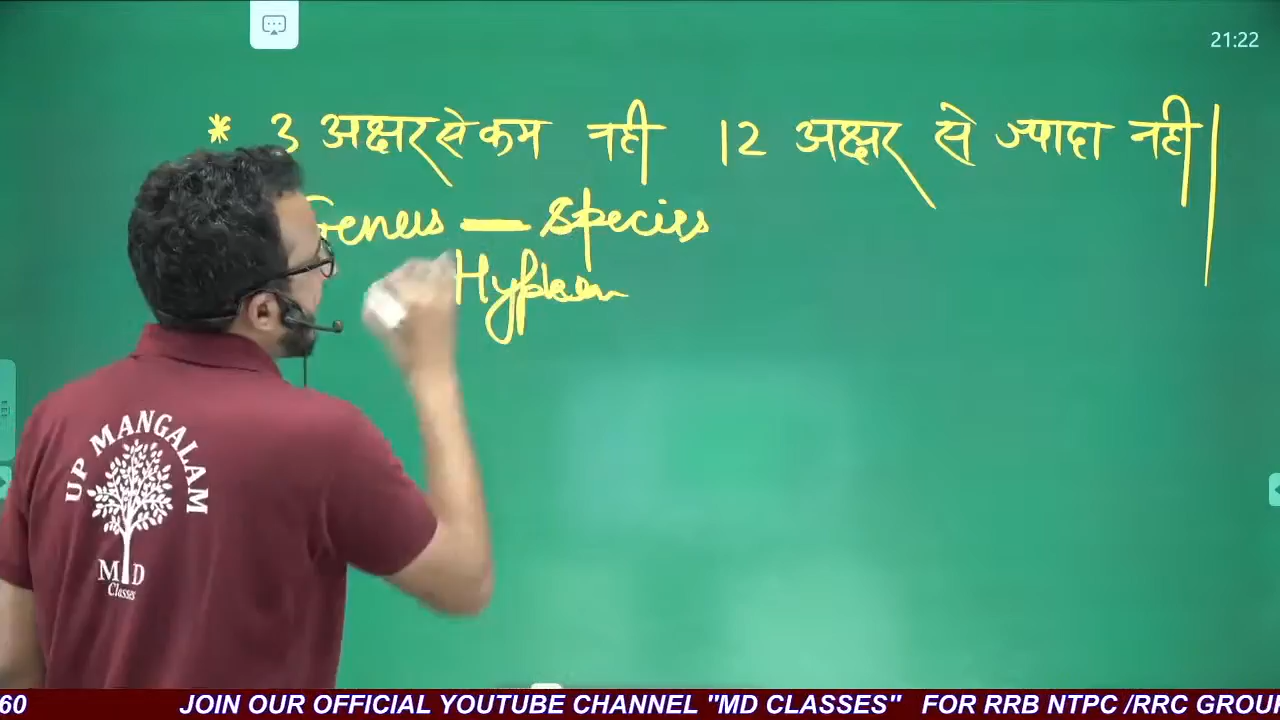 21:22
* 3 अक्षर से कम नही 12 अक्षर से ज्यादा नही
Genus — Species
Hyphen
UP MANGALAM
MD
Classes
60 JOIN OUR OFFICIAL YOUTUBE CHANNEL "MD CLASSES" FOR RRB NTPC /RRC GROUP